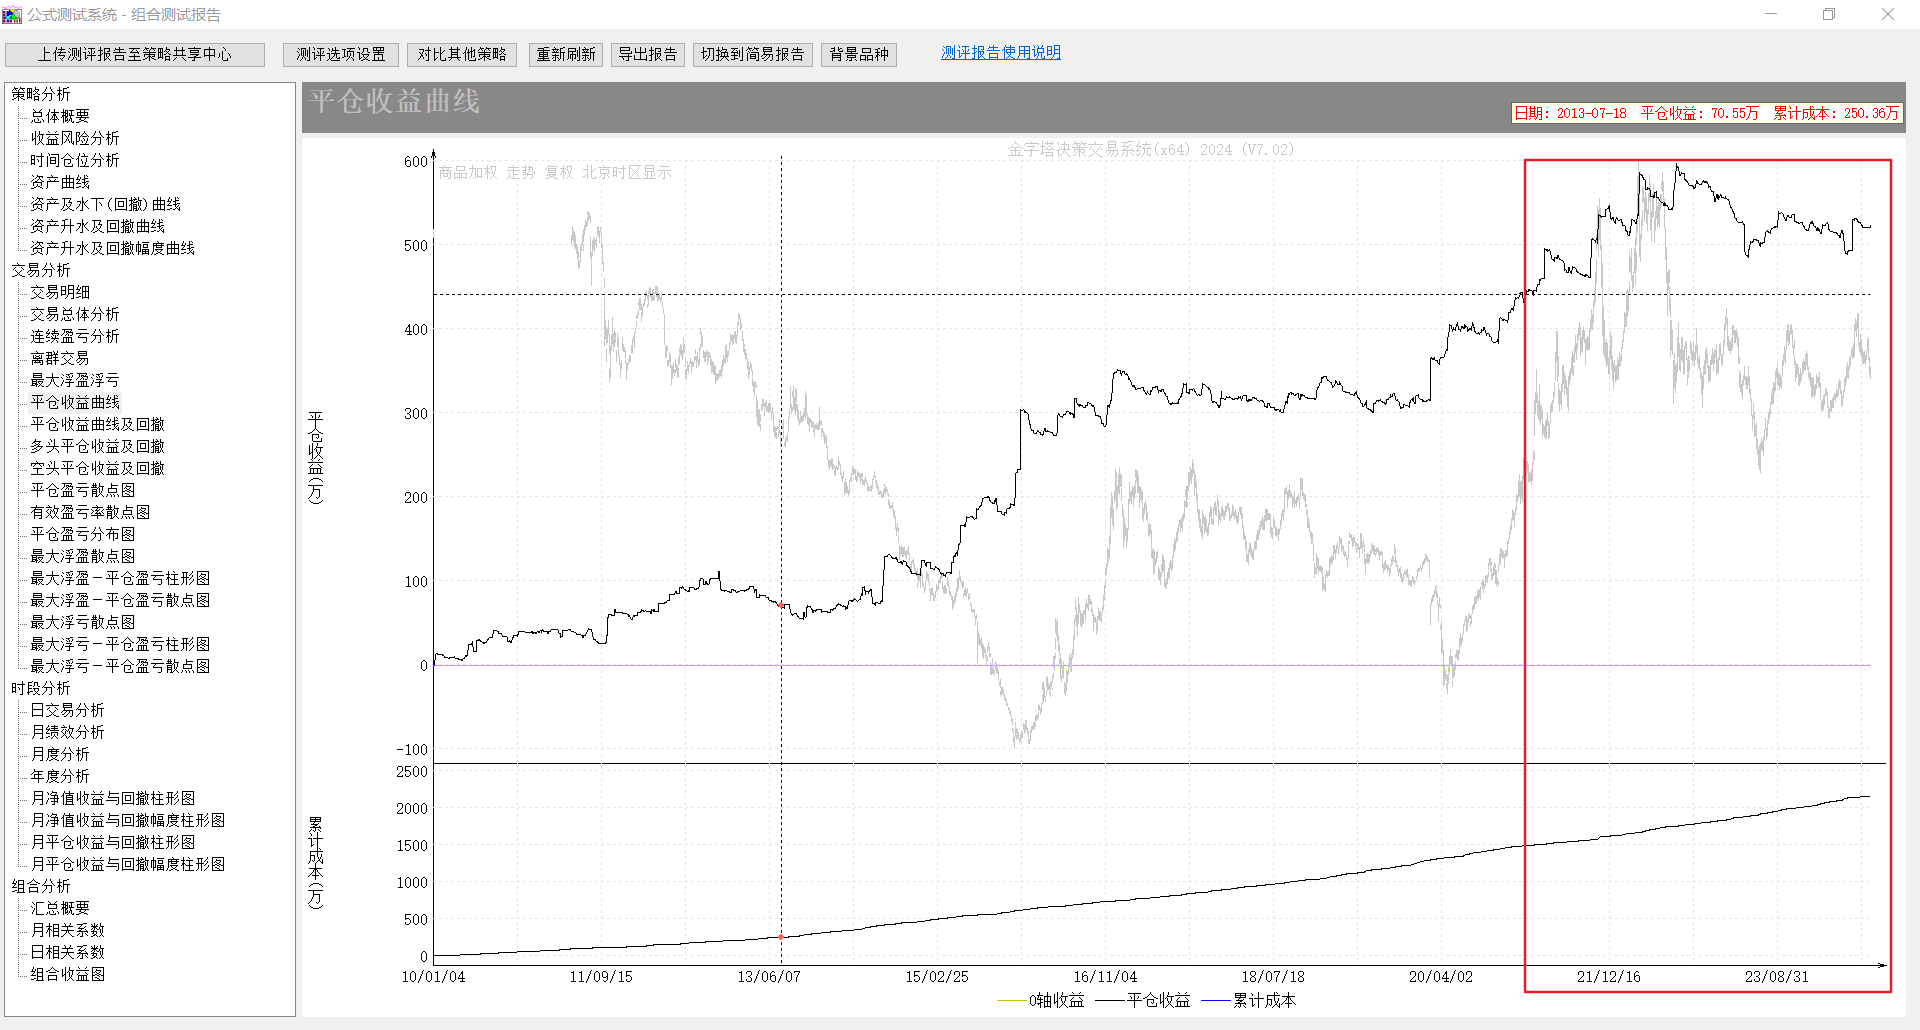 公式测试系统 - 组合测试报告
上传测评报告至策略共享中心 测评选项设置 对比其他策略 重新刷新 导出报告 切换到简易报告 背景品种 测评报告使用说明
策略分析
总体概要
收益风险分析
时间仓位分析
资产曲线
资产及水下(回撤)曲线
资产升水及回撤曲线
资产升水及回撤幅度曲线
交易分析
交易明细
交易总体分析
连续盈亏分析
离群交易
最大浮盈浮亏
平仓收益曲线
平仓收益曲线及回撤
多头平仓收益及回撤
空头平仓收益及回撤
平仓盈亏散点图
有效盈亏率散点图
平仓盈亏分布图
最大浮盈散点图
最大浮盈-平仓盈亏柱形图
最大浮盈-平仓盈亏散点图
最大浮亏散点图
最大浮亏-平仓盈亏柱形图
最大浮亏-平仓盈亏散点图
时段分析
日交易分析
月绩效分析
月度分析
年度分析
月净值收益与回撤柱形图
月净值收益与回撤幅度柱形图
月平仓收益与回撤柱形图
月平仓收益与回撤幅度柱形图
组合分析
汇总概要
月相关系数
日相关系数
组合收益图
平仓收益曲线
日期: 2013-07-18 平仓收益: 70.55万 累计成本: 250.36万
金字塔决策交易系统(x64) 2024 (V7.02)
商品加权 走势 复权 北京时区显示
600
500
400
300
200
100
0
-100
平仓收益(万)
2500
2000
1500
1000
500
0
累计成本(万)
10/01/04 11/09/15 13/06/07 15/02/25 16/11/04 18/07/18 20/04/02 21/12/16 23/08/31
0轴收益 平仓收益 累计成本